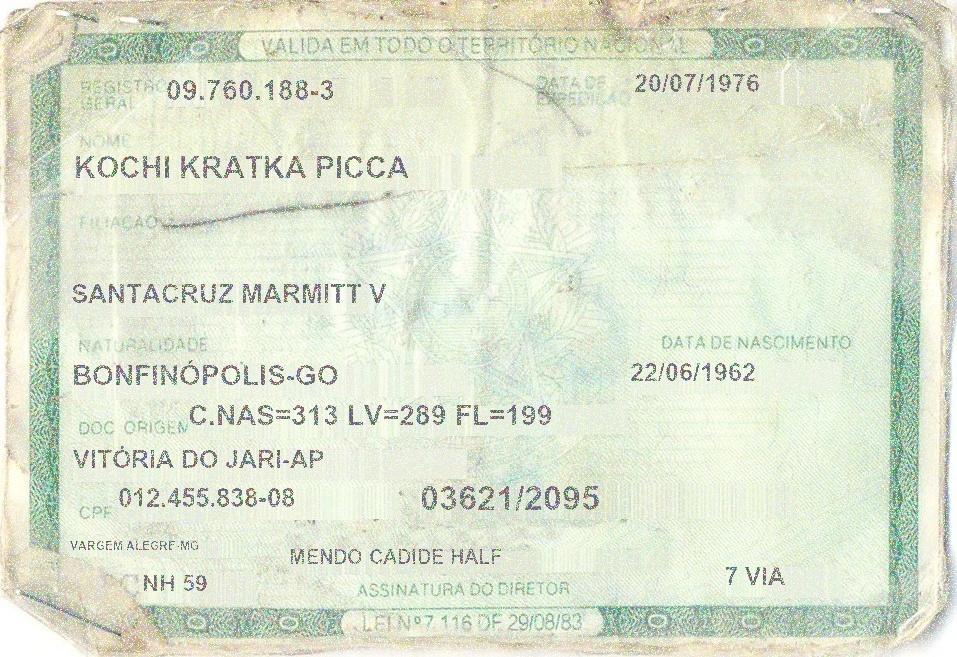 VALIDA EM TODO O TERRITÓRIO NACIONAL
REGISTRO GERAL 09.760.188-3 DATA DE EXPEDIÇÃO 20/07/1976
NOME
KOCHI KRATKA PICCA
FILIAÇÃO
SANTACRUZ MARMITT V
NATURALIDADE DATA DE NASCIMENTO
BONFINÓPOLIS-GO 22/06/1962
DOC ORIGEM C.NAS=313 LV=289 FL=199
VITÓRIA DO JARI-AP
CPF 012.455.838-08 03621/2095
VARGEM ALEGRE-MG
MENDO CADIDE HALF
NH 59 ASSINATURA DO DIRETOR 7 VIA
LEI Nº 7.116 DE 29/08/83